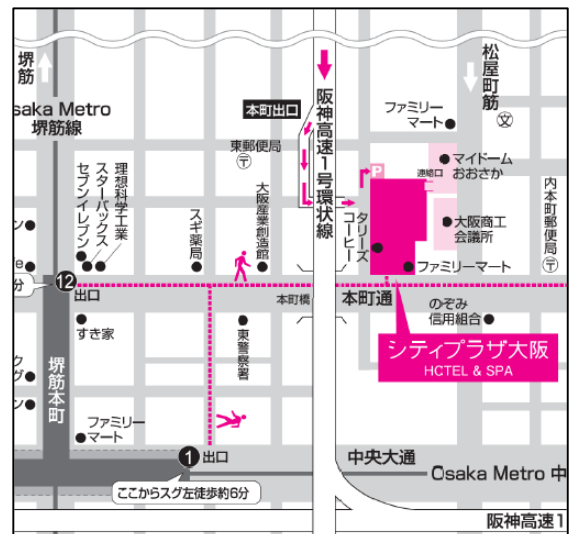 堺筋
松屋町筋
阪神高速1号環状線
本町出口
ファミリー
マート
saka Metro
堺筋線
東郵便局
マイドーム
おおさか
連絡口
P
大阪商工
会議所
内本町郵便局
理想科学工業
スターバックス
セブンイレブン
スギ薬局
大阪産業創造館
タリーズ
コーヒー
ファミリーマート
ン
e
分
12
出口
本町橋
本町通
のぞみ
信用組合
すき家
東警察署
シティプラザ大阪
HOTEL & SPA
堺筋本町
ク
グ
ン
ファミリー
マート
1
出口
中央大通
ここからスグ左徒歩約6分
Osaka Metro 中
阪神高速1